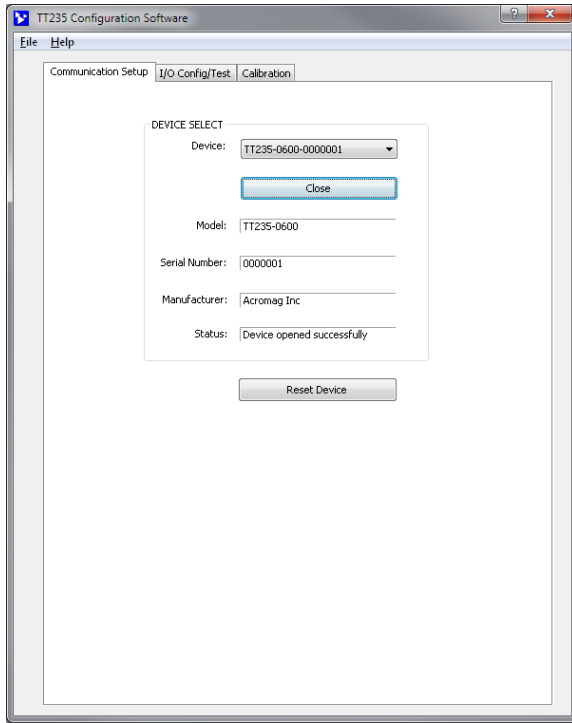 TT235 Configuration Software
File Help
Communication Setup I/O Config/Test Calibration
DEVICE SELECT
Device: TT235-0600-0000001
Close
Model: TT235-0600
Serial Number: 0000001
Manufacturer: Acromag Inc
Status: Device opened successfully
Reset Device